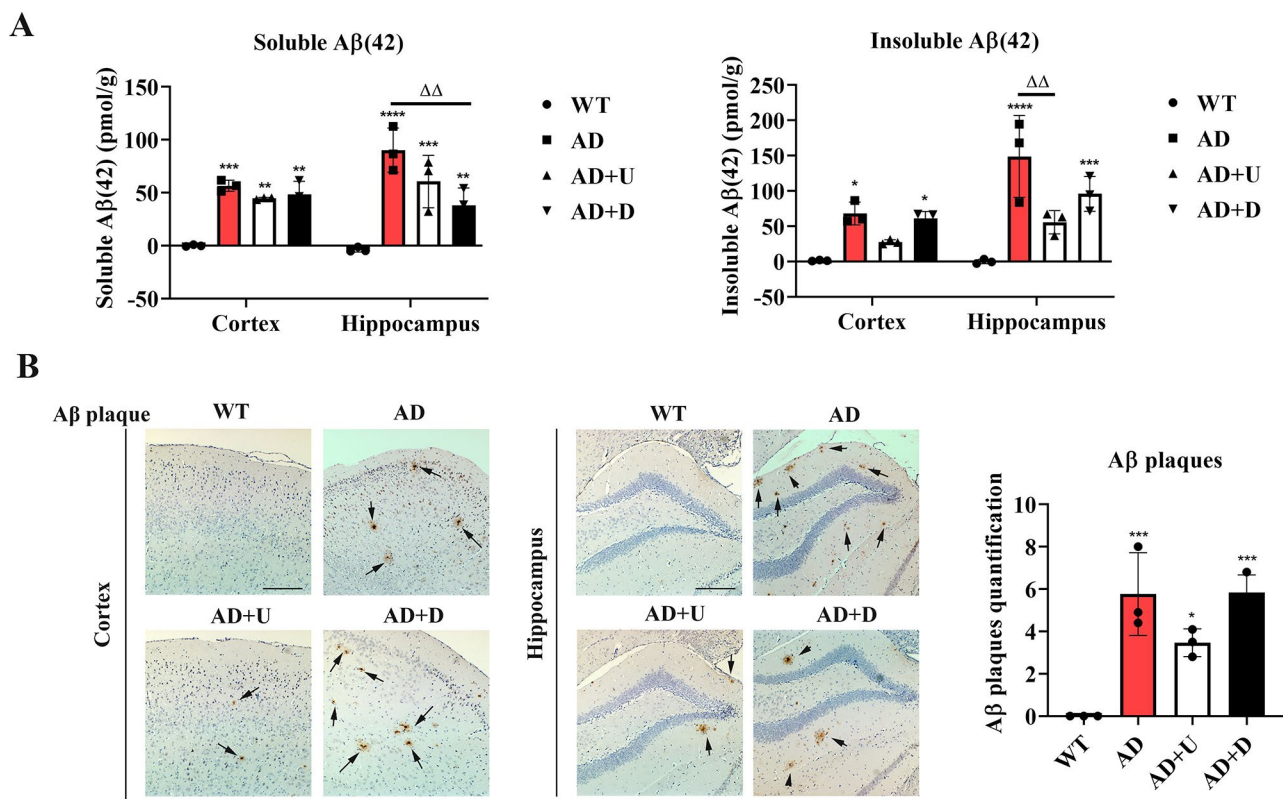 A
Soluble Aβ(42)
Soluble Aβ(42) (pmol/g)
150
100
50
0
-50
***
**
**
****
***
**
ΔΔ
Cortex
Hippocampus
WT
AD
AD+U
AD+D
Insoluble Aβ(42)
Insoluble Aβ(42) (pmol/g)
250
200
150
100
50
0
-50
*
*
****
***
ΔΔ
Cortex
Hippocampus
WT
AD
AD+U
AD+D
B
Aβ plaque
WT
AD
AD+U
AD+D
Cortex
WT
AD
AD+U
AD+D
Hippocampus
Aβ plaques
Aβ plaques quantification
10
8
6
4
2
0
***
*
***
WT
AD
AD+U
AD+D